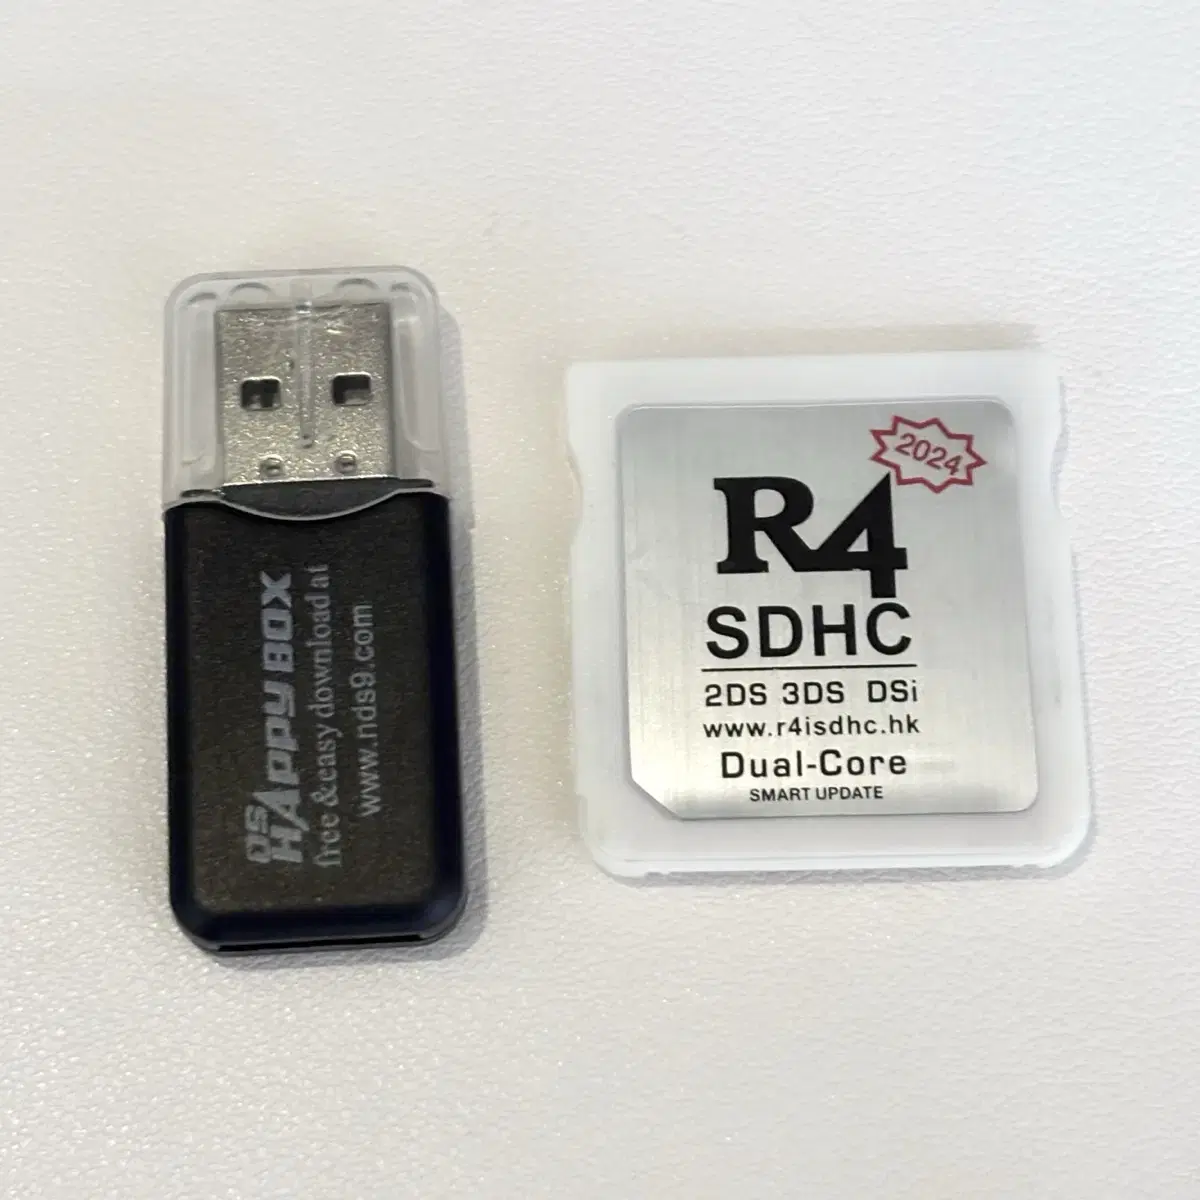 DS
HAppy BOX
free &easy download at
www.nds9.com
2024
R4
SDHC
2DS 3DS DSi
www.r4isdhc.hk
Dual-Core
SMART UPDATE